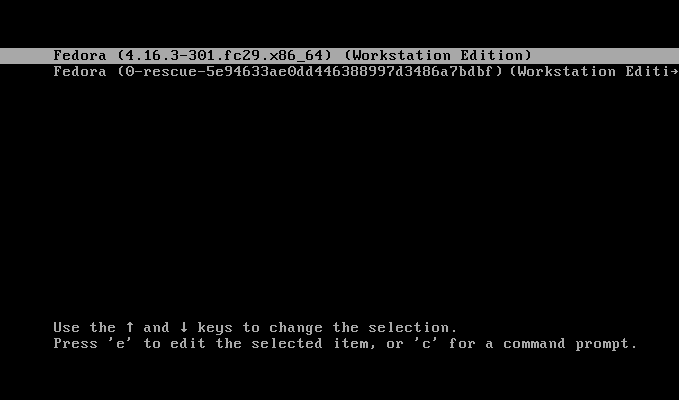 Fedora (4.16.3-301.fc29.x86_64) (Workstation Edition)
Fedora (0-rescue-5e94633ae0dd446388997d3486a7bdbf) (Workstation Editi→
Use the ↑ and ↓ keys to change the selection.
Press 'e' to edit the selected item, or 'c' for a command prompt.